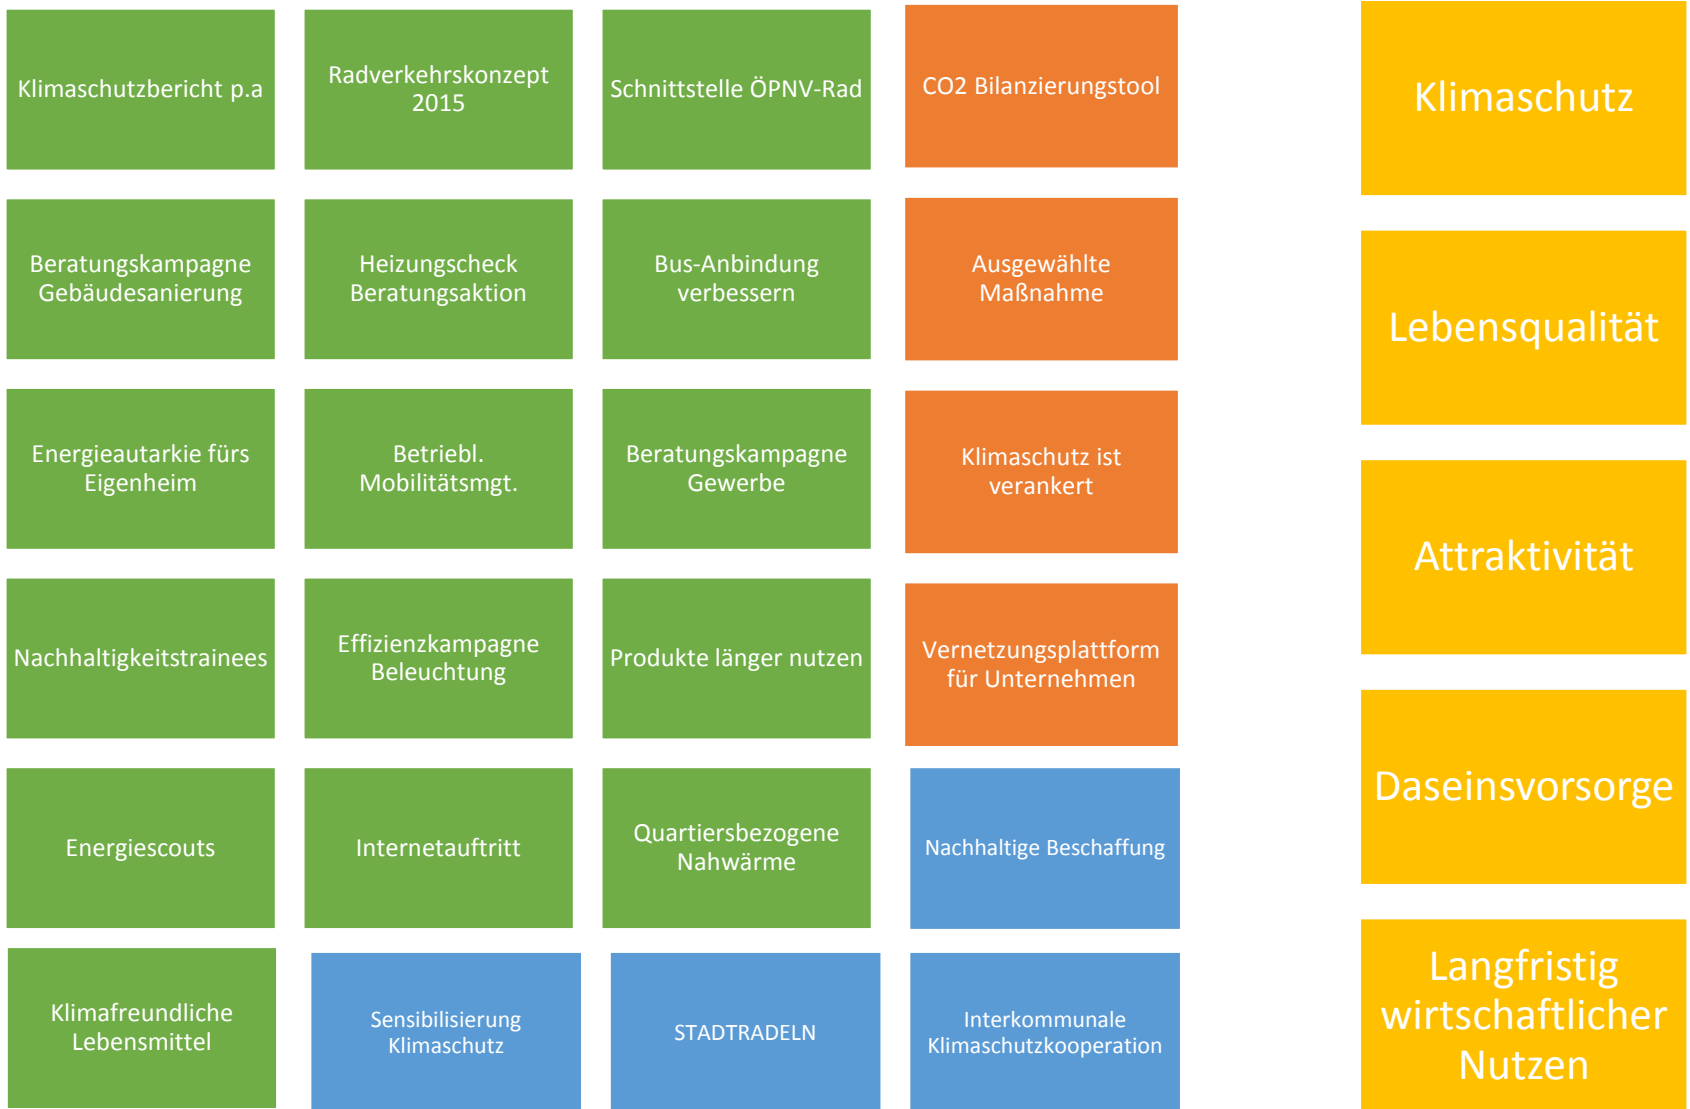 Klimaschutzbericht p.a
Radverkehrskonzept
2015
Schnittstelle ÖPNV-Rad
CO2 Bilanzierungstool
Beratungskampagne
Gebäudesanierung
Heizungscheck
Beratungsaktion
Bus-Anbindung
verbessern
Ausgewählte
Maßnahme
Energieautarkie fürs
Eigenheim
Betriebl.
Mobilitätsmgt.
Beratungskampagne
Gewerbe
Klimaschutz ist
verankert
Nachhaltigkeitstrainees
Effizienzkampagne
Beleuchtung
Produkte länger nutzen
Vernetzungsplattform
für Unternehmen
Energiescouts
Internetauftritt
Quartiersbezogene
Nahwärme
Nachhaltige Beschaffung
Klimafreundliche
Lebensmittel
Sensibilisierung
Klimaschutz
STADTRADELN
Interkommunale
Klimaschutzkooperation
Klimaschutz
Lebensqualität
Attraktivität
Daseinsvorsorge
Langfristig
wirtschaftlicher
Nutzen